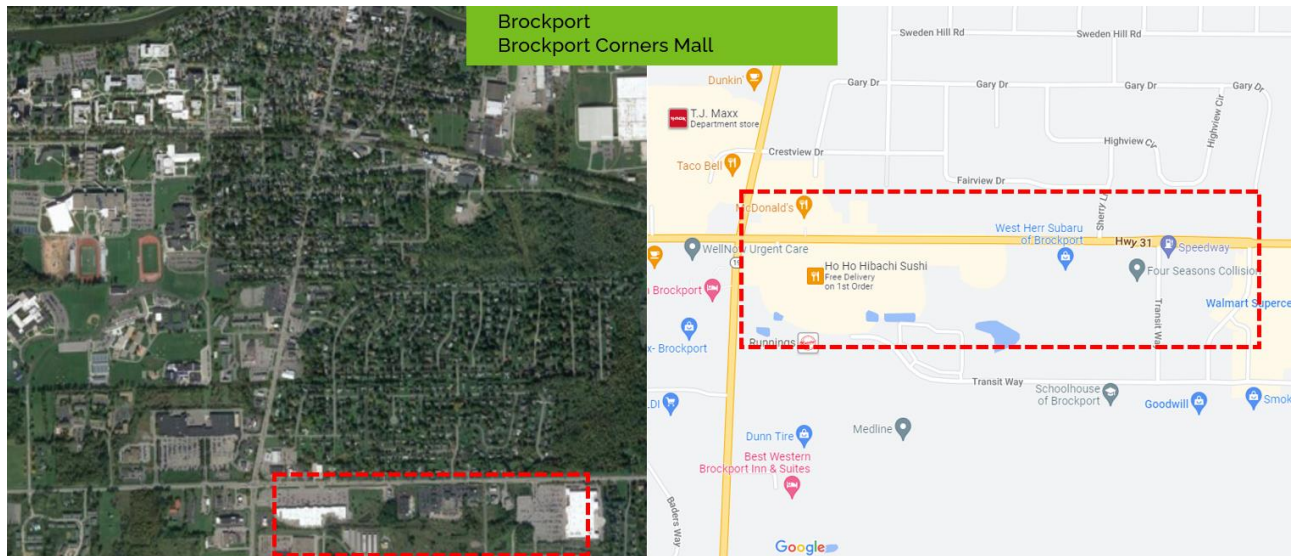 Brockport
Brockport Corners Mall
Sweden Hill Rd
Sweden Hill Rd
Dunkin'
Gary Dr
Gary Dr
Gary Dr
Gary Dr
T.J. Maxx
Department store
Highview Cir
Crestview Dr
Taco Bell
Fairview Dr
McDonald's
West Herr Subaru
of Brockport
Hwy 31
Speedway
WellNow Urgent Care
Ho Ho Hibachi Sushi
Free Delivery
on 1st Order
Four Seasons Collision
n Brockport
Walmart Superce
Transit Way
x- Brockport
Runnings
Transit Way
Schoolhouse
of Brockport
Goodwill
Smok
LDI
Medline
Dunn Tire
Best Western
Brockport Inn & Suites
Baders Way
Google